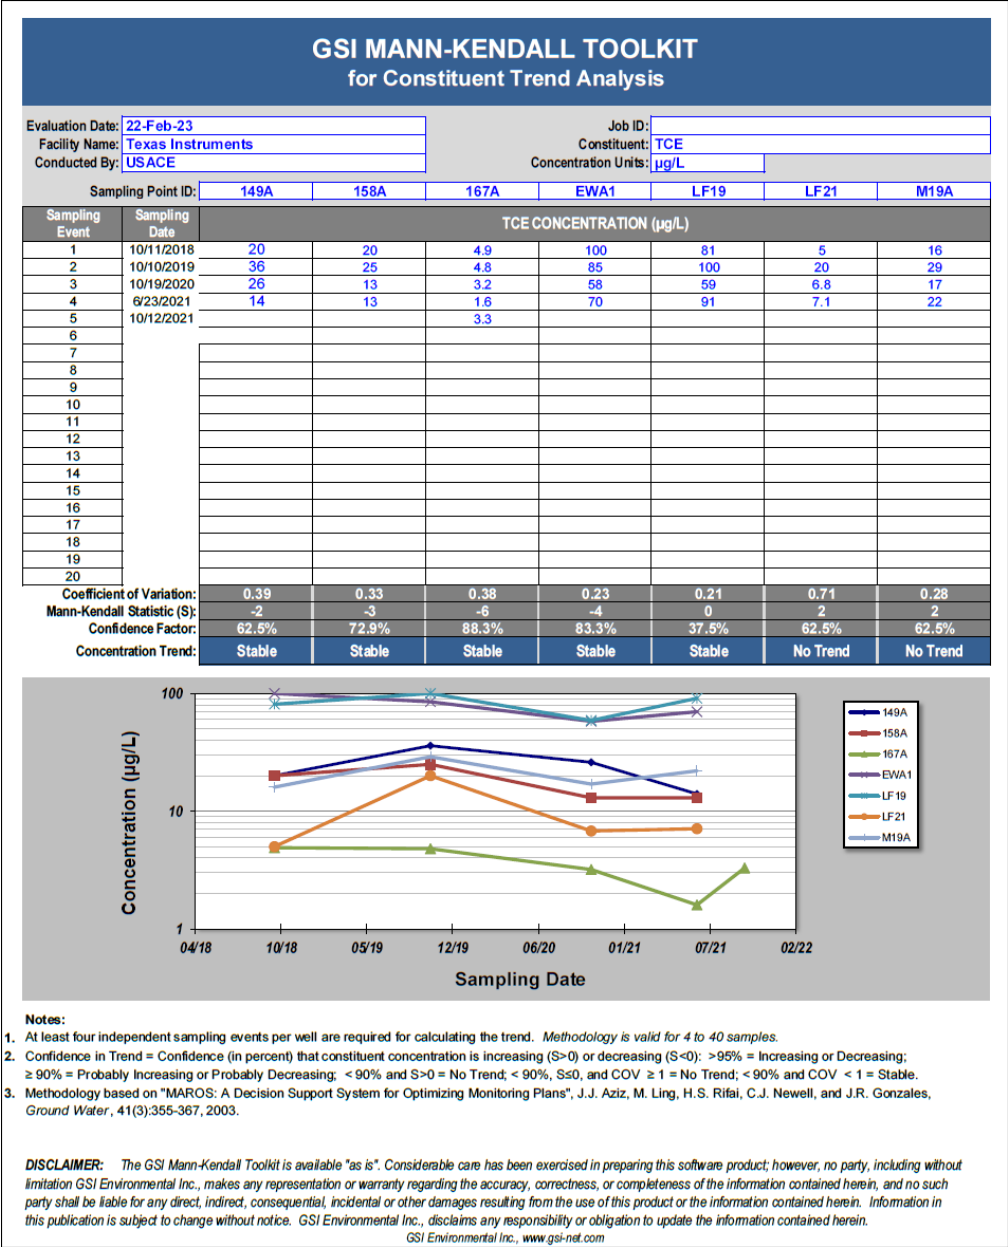 GSI MANN-KENDALL TOOLKIT
for Constituent Trend Analysis
Evaluation Date: 22-Feb-23 Job ID:
Facility Name: Texas Instruments Constituent: TCE
Conducted By: USACE Concentration Units: µg/L
Sampling Point ID: 149A 158A 167A EWA1 LF19 LF21 M19A
Sampling Event Sampling Date TCE CONCENTRATION (µg/L)
1 10/11/2018 20 20 4.9 100 81 5 16
2 10/10/2019 36 25 4.8 85 100 20 29
3 10/19/2020 26 13 3.2 58 59 6.8 17
4 6/23/2021 14 13 1.6 70 91 7.1 22
5 10/12/2021 3.3
6
7
8
9
10
11
12
13
14
15
16
17
18
19
20
Coefficient of Variation: 0.39 0.33 0.38 0.23 0.21 0.71 0.28
Mann-Kendall Statistic (S): -2 -3 -6 -4 0 2 2
Confidence Factor: 62.5% 72.9% 88.3% 83.3% 37.5% 62.5% 62.5%
Concentration Trend: Stable Stable Stable Stable Stable No Trend No Trend
Concentration (µg/L)
100
10
1
04/18 10/18 05/19 12/19 06/20 01/21 07/21 02/22
Sampling Date
149A
158A
167A
EWA1
LF19
LF21
M19A
Notes:
1. At least four independent sampling events per well are required for calculating the trend. Methodology is valid for 4 to 40 samples.
2. Confidence in Trend = Confidence (in percent) that constituent concentration is increasing (S>0) or decreasing (S<0): >95% = Increasing or Decreasing;
≥ 90% = Probably Increasing or Probably Decreasing; < 90% and S>0 = No Trend; < 90%, S≤0, and COV ≥ 1 = No Trend; < 90% and COV < 1 = Stable.
3. Methodology based on "MAROS: A Decision Support System for Optimizing Monitoring Plans", J.J. Aziz, M. Ling, H.S. Rifai, C.J. Newell, and J.R. Gonzales,
Ground Water, 41(3):355-367, 2003.
DISCLAIMER: The GSI Mann-Kendall Toolkit is available "as is". Considerable care has been exercised in preparing this software product; however, no party, including without
limitation GSI Environmental Inc., makes any representation or warranty regarding the accuracy, correctness, or completeness of the information contained herein, and no such
party shall be liable for any direct, indirect, consequential, incidental or other damages resulting from the use of this product or the information contained herein. Information in
this publication is subject to change without notice. GSI Environmental Inc., disclaims any responsibility or obligation to update the information contained herein.
GSI Environmental Inc., www.gsi-net.com